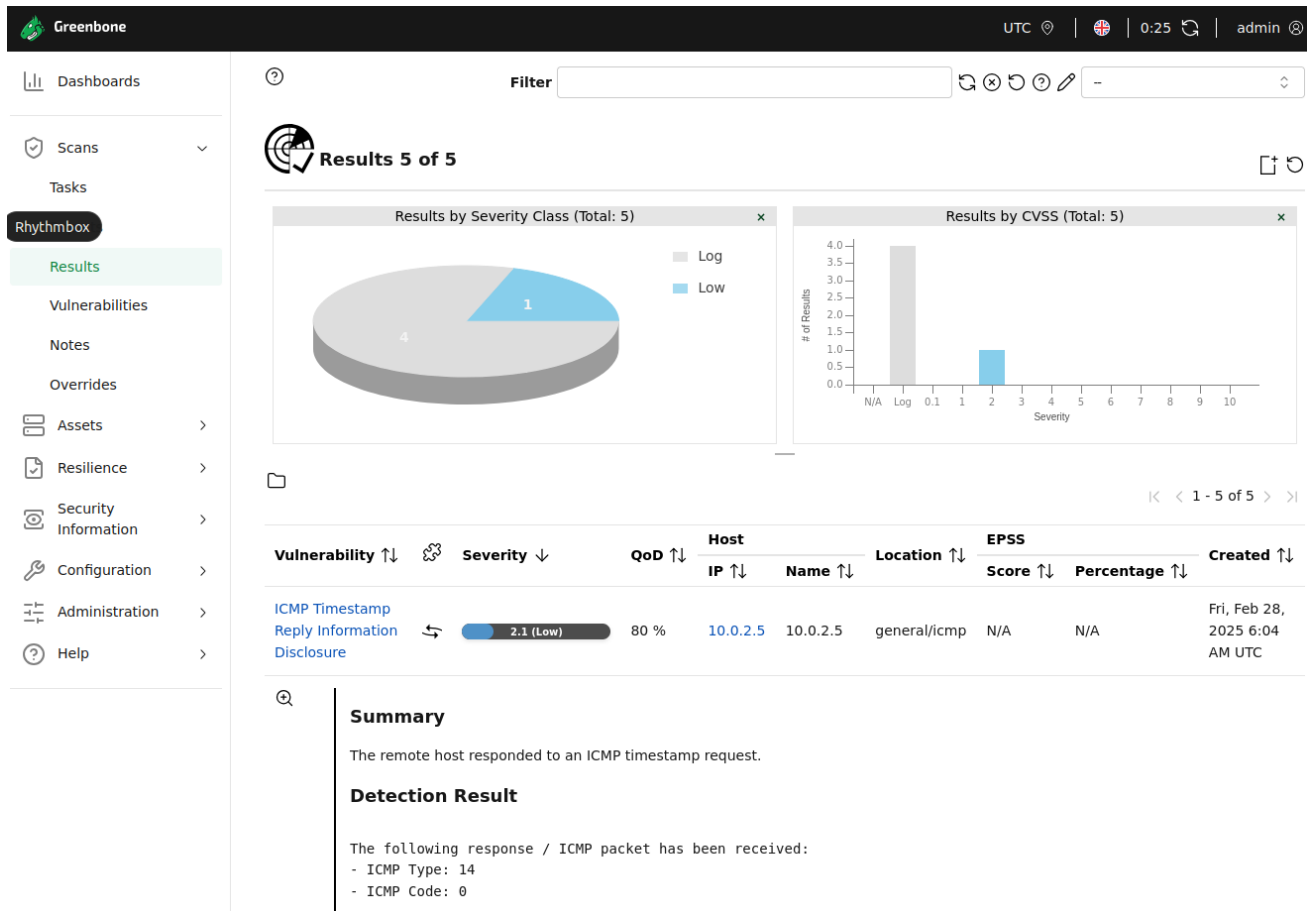 Greenbone
UTC
0:25
admin
Dashboards
Scans
Tasks
Rhythmbox
Results
Vulnerabilities
Notes
Overrides
Assets
Resilience
Security
Information
Configuration
Administration
Help
Filter
--
Results 5 of 5
Results by Severity Class (Total: 5) ×
Log
Low
1
4
Results by CVSS (Total: 5) ×
# of Results
4.0
3.5
3.0
2.5
2.0
1.5
1.0
0.5
0.0
N/A Log 0.1 1 2 3 4 5 6 7 8 9 10
Severity
1 - 5 of 5
Vulnerability Severity QoD Host Location EPSS Created
IP Name Score Percentage
ICMP Timestamp
Reply Information
Disclosure
2.1 (Low) 80 % 10.0.2.5 10.0.2.5 general/icmp N/A N/A
Fri, Feb 28,
2025 6:04
AM UTC
Summary
The remote host responded to an ICMP timestamp request.
Detection Result
The following response / ICMP packet has been received:
- ICMP Type: 14
- ICMP Code: 0